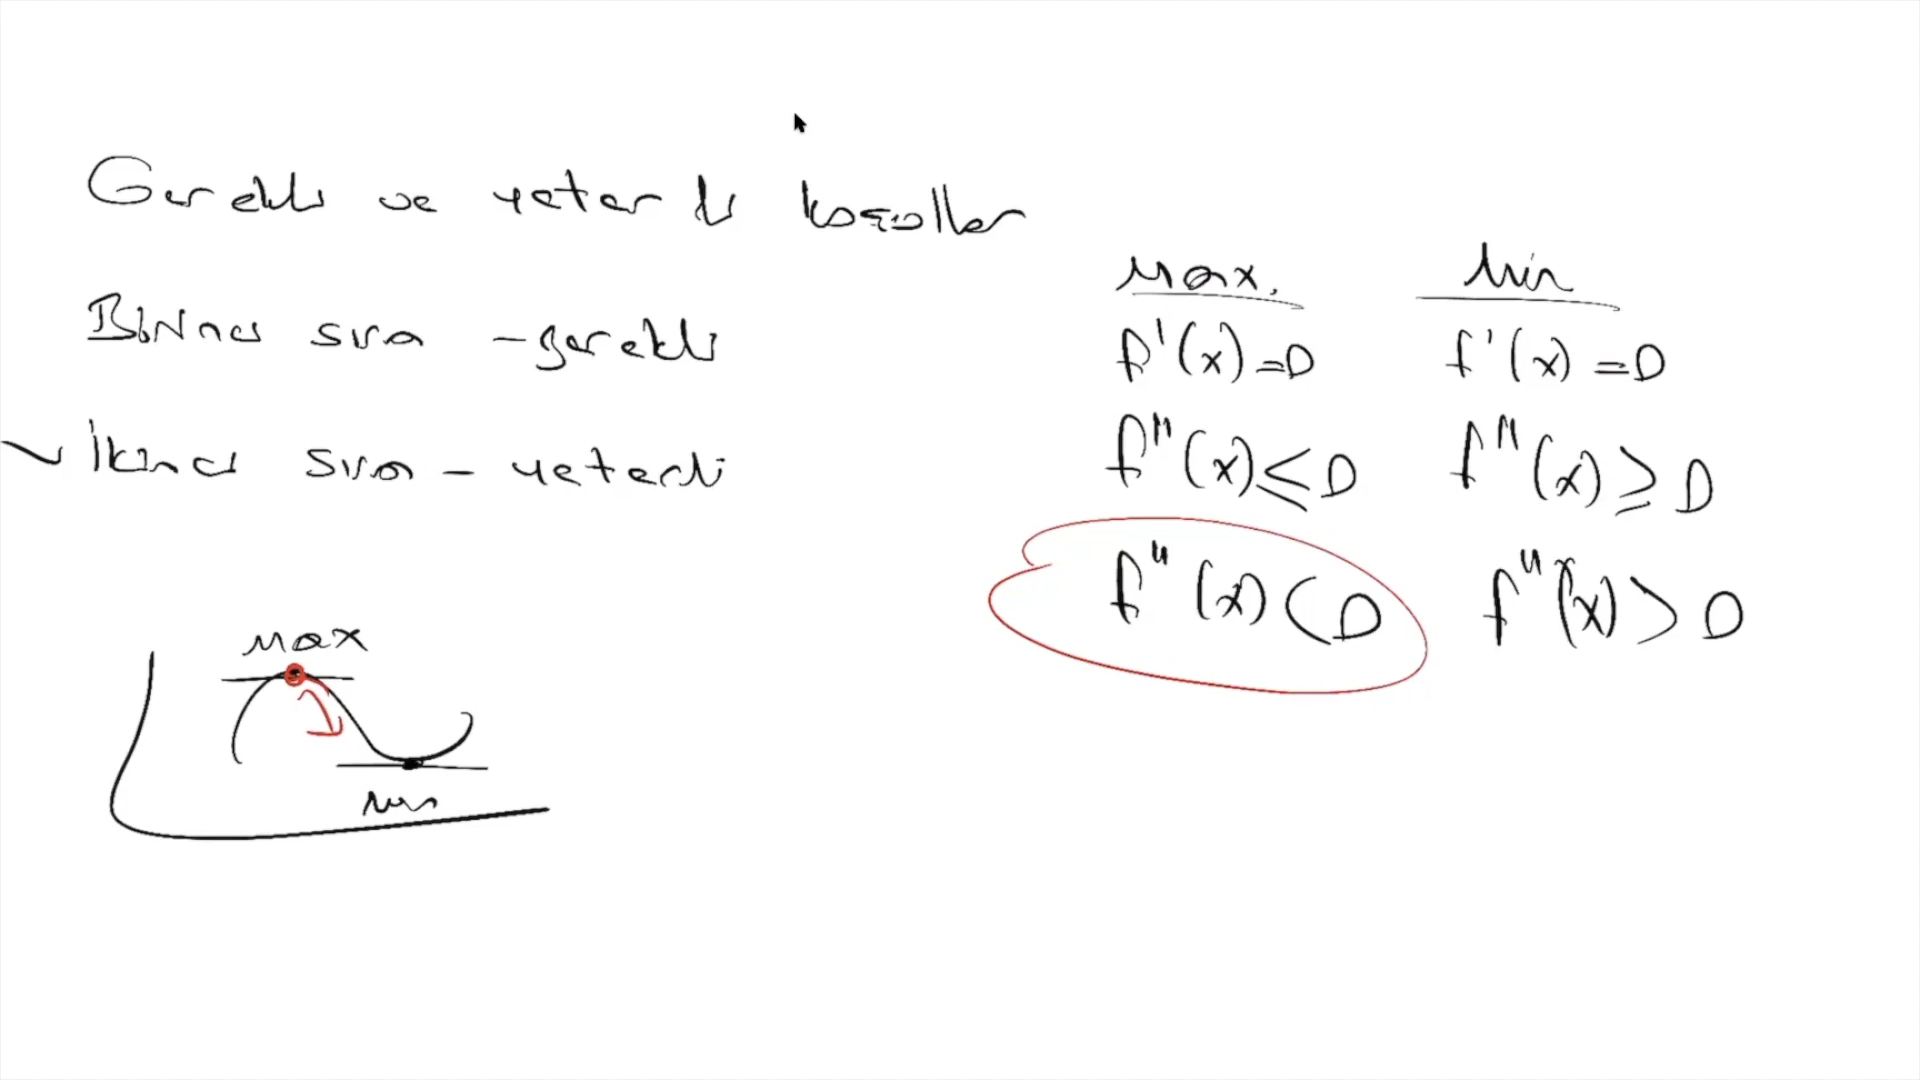 Gerekli ve yeterli koşullar
Birinci sıra - gerekli
İkinci sıra - yeterli
Max. Min
f'(x)=0 f'(x)=0
f"(x)≤0 f"(x)≥0
f"(x)<0 f"(x)>0
Max
Min